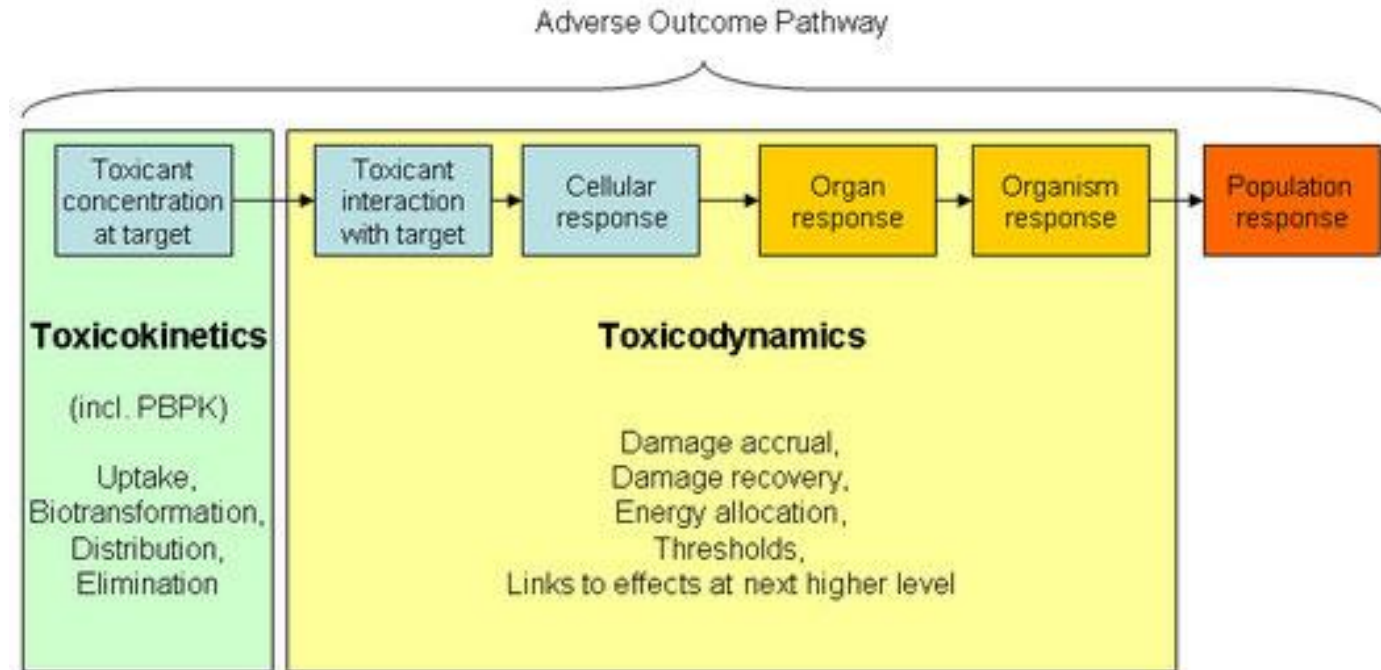 Adverse Outcome Pathway
Toxicant
concentration
at target
Toxicant
interaction
with target
Cellular
response
Organ
response
Organism
response
Population
response
Toxicokinetics
(incl. PBPK)
Uptake,
Biotransformation,
Distribution,
Elimination
Toxicodynamics
Damage accrual,
Damage recovery,
Energy allocation,
Thresholds,
Links to effects at next higher level